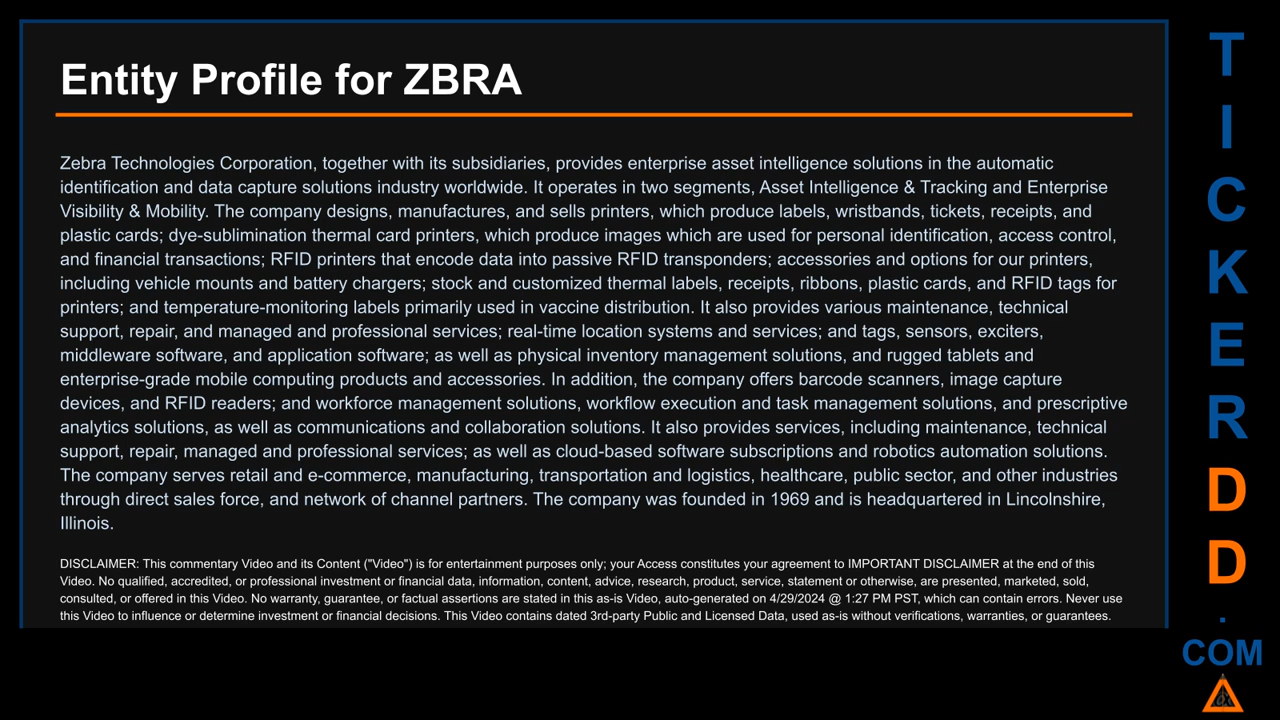 Entity Profile for ZBRA
Zebra Technologies Corporation, together with its subsidiaries, provides enterprise asset intelligence solutions in the automatic
identification and data capture solutions industry worldwide. It operates in two segments, Asset Intelligence & Tracking and Enterprise
Visibility & Mobility. The company designs, manufactures, and sells printers, which produce labels, wristbands, tickets, receipts, and
plastic cards; dye-sublimination thermal card printers, which produce images which are used for personal identification, access control,
and financial transactions; RFID printers that encode data into passive RFID transponders; accessories and options for our printers,
including vehicle mounts and battery chargers; stock and customized thermal labels, receipts, ribbons, plastic cards, and RFID tags for
printers; and temperature-monitoring labels primarily used in vaccine distribution. It also provides various maintenance, technical
support, repair, and managed and professional services; real-time location systems and services; and tags, sensors, exciters,
middleware software, and application software; as well as physical inventory management solutions, and rugged tablets and
enterprise-grade mobile computing products and accessories. In addition, the company offers barcode scanners, image capture
devices, and RFID readers; and workforce management solutions, workflow execution and task management solutions, and prescriptive
analytics solutions, as well as communications and collaboration solutions. It also provides services, including maintenance, technical
support, repair, managed and professional services; as well as cloud-based software subscriptions and robotics automation solutions.
The company serves retail and e-commerce, manufacturing, transportation and logistics, healthcare, public sector, and other industries
through direct sales force, and network of channel partners. The company was founded in 1969 and is headquartered in Lincolnshire,
Illinois.
DISCLAIMER: This commentary Video and its Content ("Video") is for entertainment purposes only; your Access constitutes your agreement to IMPORTANT DISCLAIMER at the end of this
Video. No qualified, accredited, or professional investment or financial data, information, content, advice, research, product, service, statement or otherwise, are presented, marketed, sold,
consulted, or offered in this Video. No warranty, guarantee, or factual assertions are stated in this as-is Video, auto-generated on 4/29/2024 @ 1:27 PM PST, which can contain errors. Never use
this Video to influence or determine investment or financial decisions. This Video contains dated 3rd-party Public and Licensed Data, used as-is without verifications, warranties, or guarantees.
T
I
C
K
E
R
D
D
.
COM